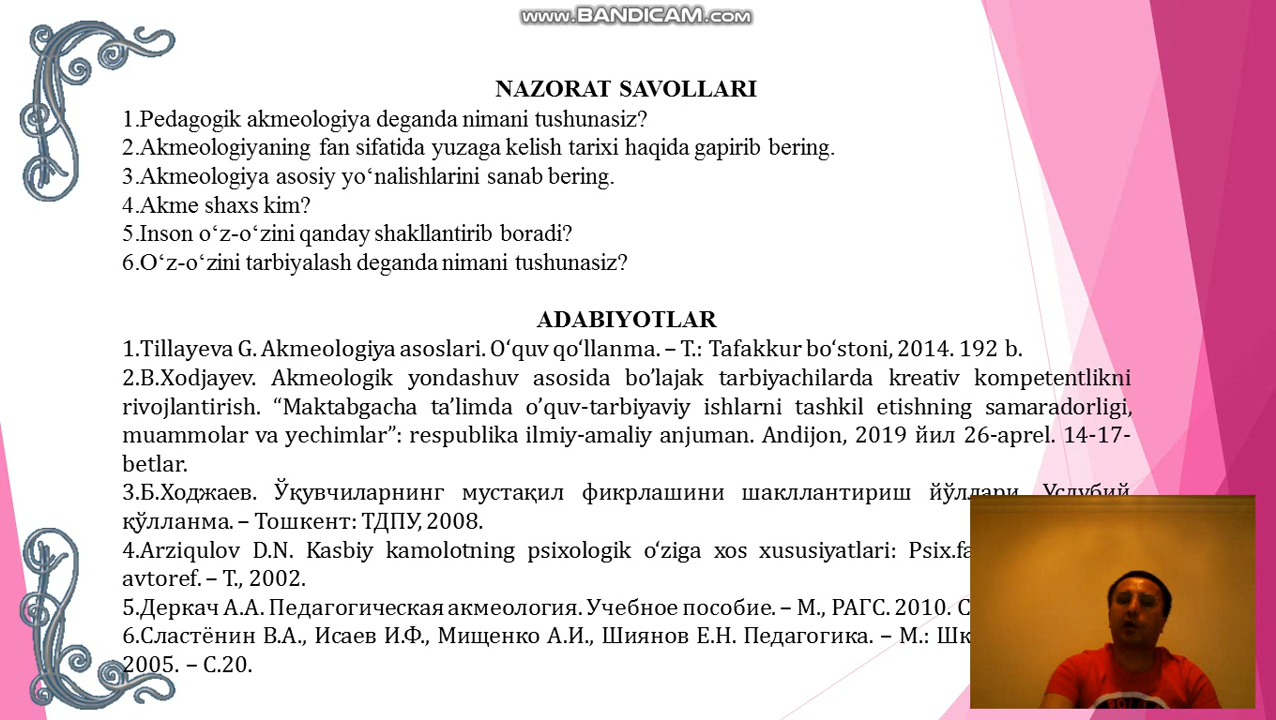 www.BANDICAM.com
NAZORAT SAVOLLARI
1.Pedagogik akmeologiya deganda nimani tushunasiz?
2.Akmeologiyaning fan sifatida yuzaga kelish tarixi haqida gapirib bering.
3.Akmeologiya asosiy yo‘nalishlarini sanab bering.
4.Akme shaxs kim?
5.Inson o‘z-o‘zini qanday shakllantirib boradi?
6.O‘z-o‘zini tarbiyalash deganda nimani tushunasiz?
ADABIYOTLAR
1.Tillayeva G. Akmeologiya asoslari. O‘quv qo‘llanma. – T.: Tafakkur bo‘stoni, 2014. 192 b.
2.B.Xodjayev. Akmeologik yondashuv asosida bo’lajak tarbiyachilarda kreativ kompetentlikni
rivojlantirish. “Maktabgacha ta’limda o’quv-tarbiyaviy ishlarni tashkil etishning samaradorligi,
muammolar va yechimlar”: respublika ilmiy-amaliy anjuman. Andijon, 2019 йил 26-aprel. 14-17-
betlar.
3.Б.Ходжаев. Ўқувчиларнинг мустақил фикрлашини шакллантириш йўллари. Услубий
қўлланма. – Тошкент: ТДПУ, 2008.
4.Arziqulov D.N. Kasbiy kamolotning psixologik o‘ziga xos xususiyatlari: Psix.fa
avtoref. – T., 2002.
5.Деркач А.А. Педагогическая акмеология. Учебное пособие. – М., РАГС. 2010. С
6.Сластёнин В.А., Исаев И.Ф., Мищенко А.И., Шиянов Е.Н. Педагогика. – М.: Шк
2005. – С.20.